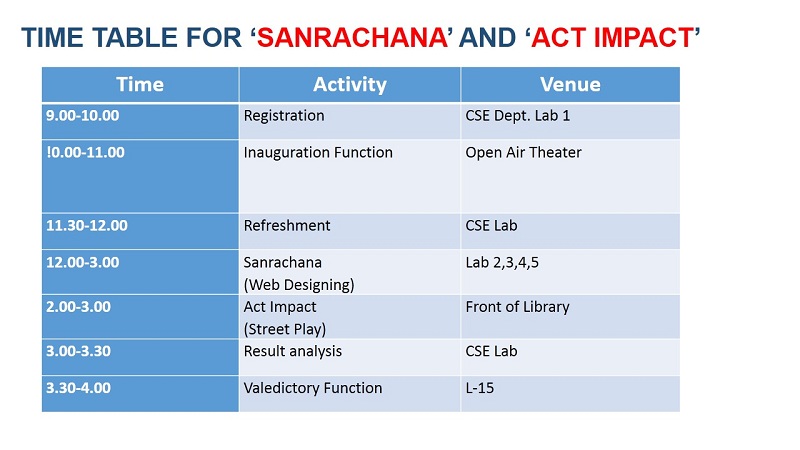 TIME TABLE FOR ‘SANRACHANA’ AND ‘ACT IMPACT’
Time Activity Venue
9.00-10.00 Registration CSE Dept. Lab 1
!0.00-11.00 Inauguration Function Open Air Theater
11.30-12.00 Refreshment CSE Lab
12.00-3.00 Sanrachana Lab 2,3,4,5
(Web Designing)
2.00-3.00 Act Impact Front of Library
(Street Play)
3.00-3.30 Result analysis CSE Lab
3.30-4.00 Valedictory Function L-15